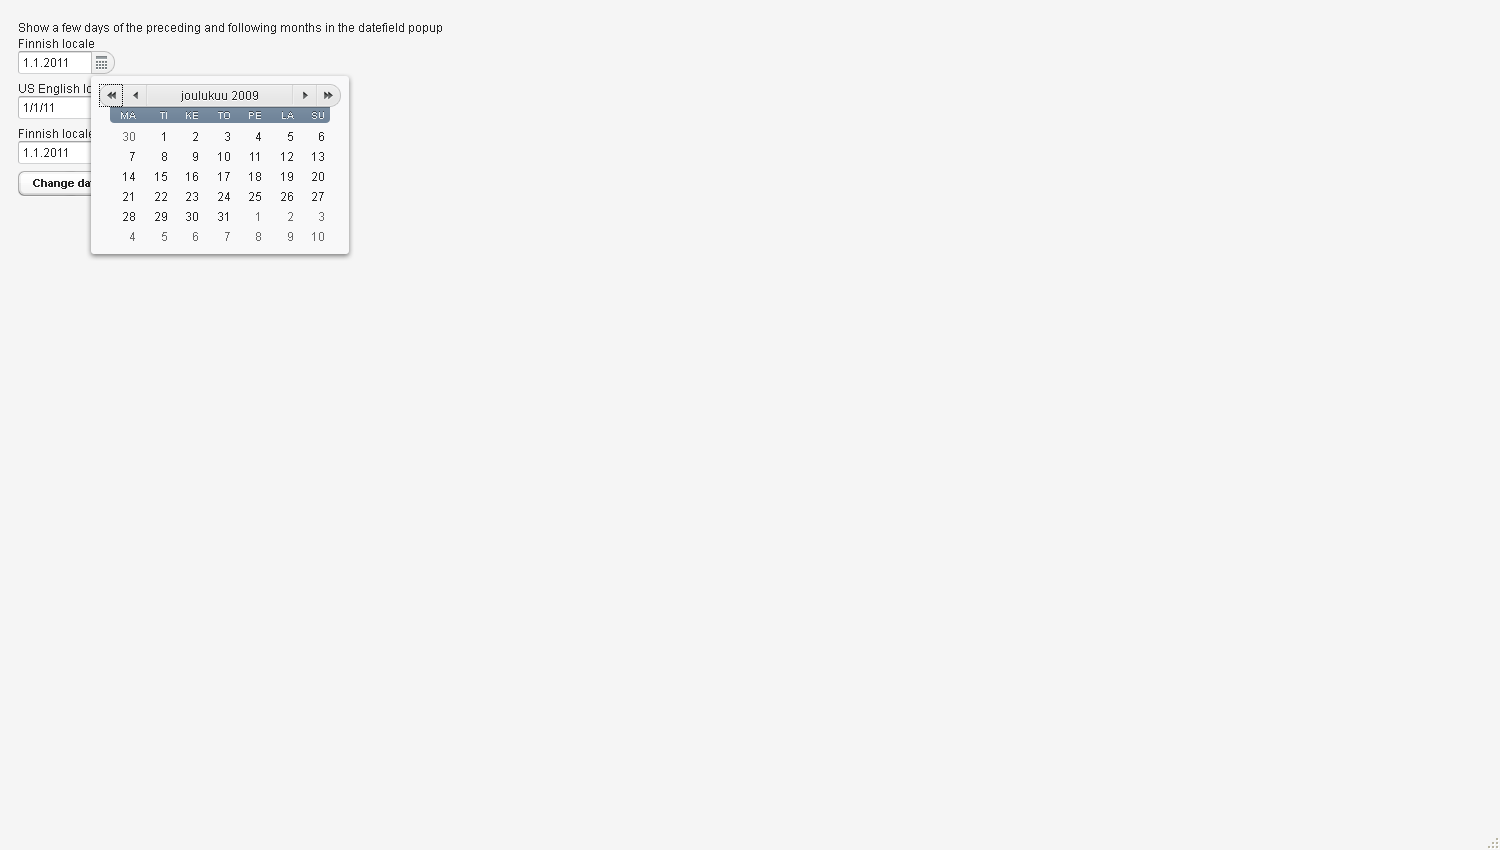 Show a few days of the preceding and following months in the datefield popup
Finnish locale
1.1.2011
US English lo
1/1/11
Finnish locale
1.1.2011
Change da
joulukuu 2009
MA TI KE TO PE LA SU
30 1 2 3 4 5 6
7 8 9 10 11 12 13
14 15 16 17 18 19 20
21 22 23 24 25 26 27
28 29 30 31 1 2 3
4 5 6 7 8 9 10